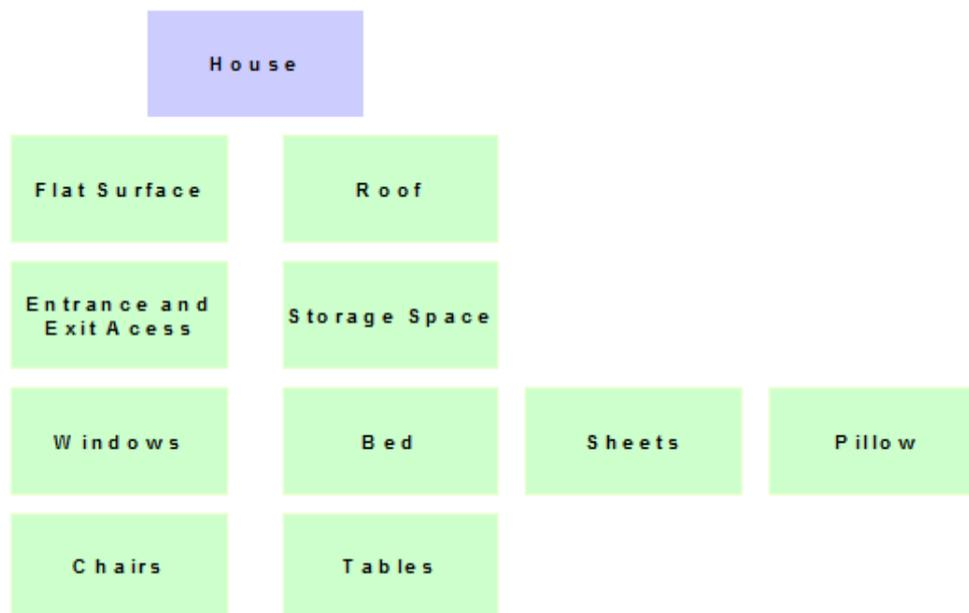 House
Flat Surface
Roof
Entrance and
Exit Acess
Storage Space
Windows
Bed
Sheets
Pillow
Chairs
Tables